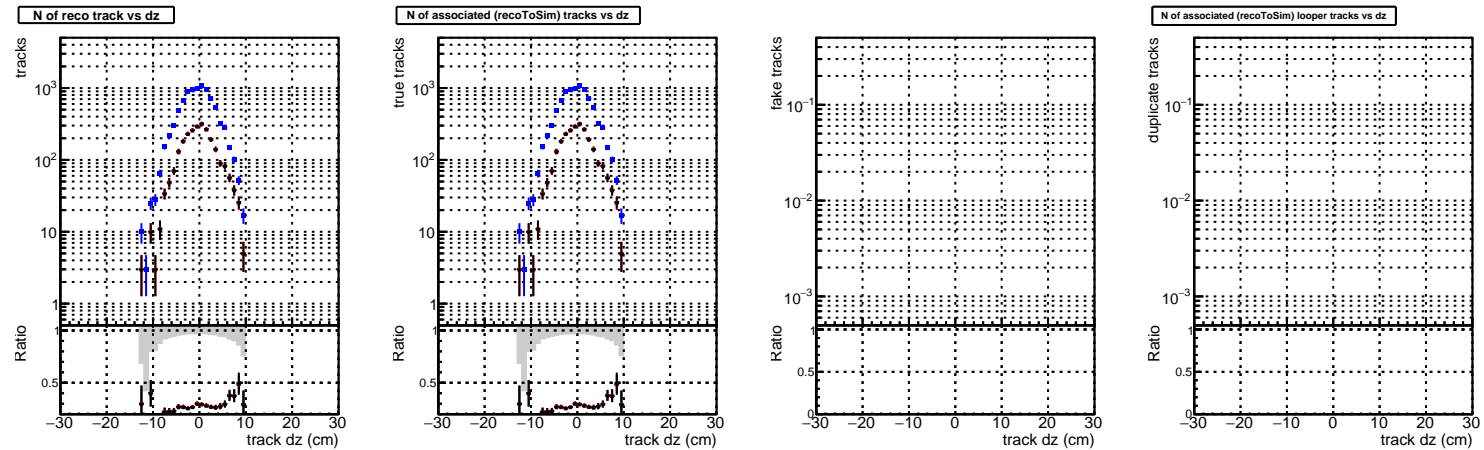 N of reco track vs dz
tracks
10³
10²
10
1
Ratio
1
0.5
−30 −20 −10 0 10 20 30
track dz (cm)
N of associated (recoToSim) tracks vs dz
true tracks
10³
10²
10
1
Ratio
1
0.5
−30 −20 −10 0 10 20 30
track dz (cm)
fake tracks
10⁻¹
10⁻²
10⁻³
Ratio
1
0.5
0
−30 −20 −10 0 10 20 30
track dz (cm)
N of associated (recoToSim) looper tracks vs dz
duplicate tracks
10⁻¹
10⁻²
10⁻³
Ratio
1
0.5
0
−30 −20 −10 0 10 20 30
track dz (cm)